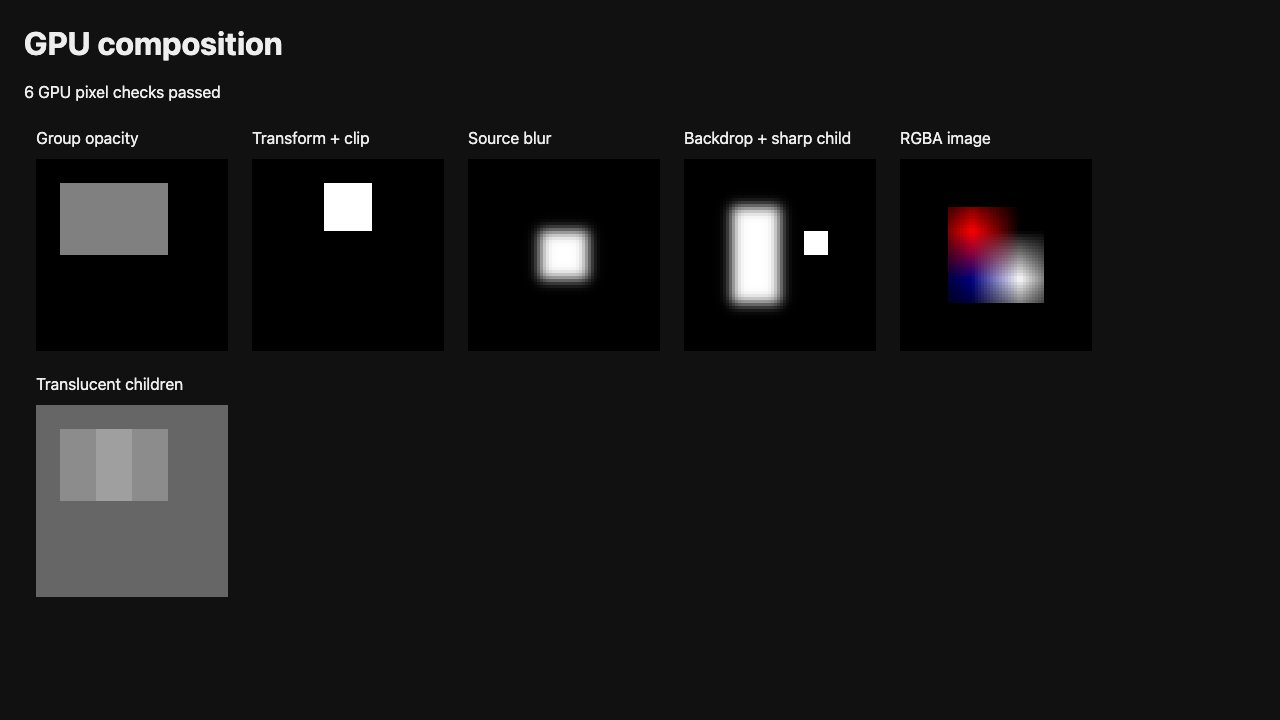 GPU composition
6 GPU pixel checks passed
Group opacity
Transform + clip
Source blur
Backdrop + sharp child
RGBA image
Translucent children